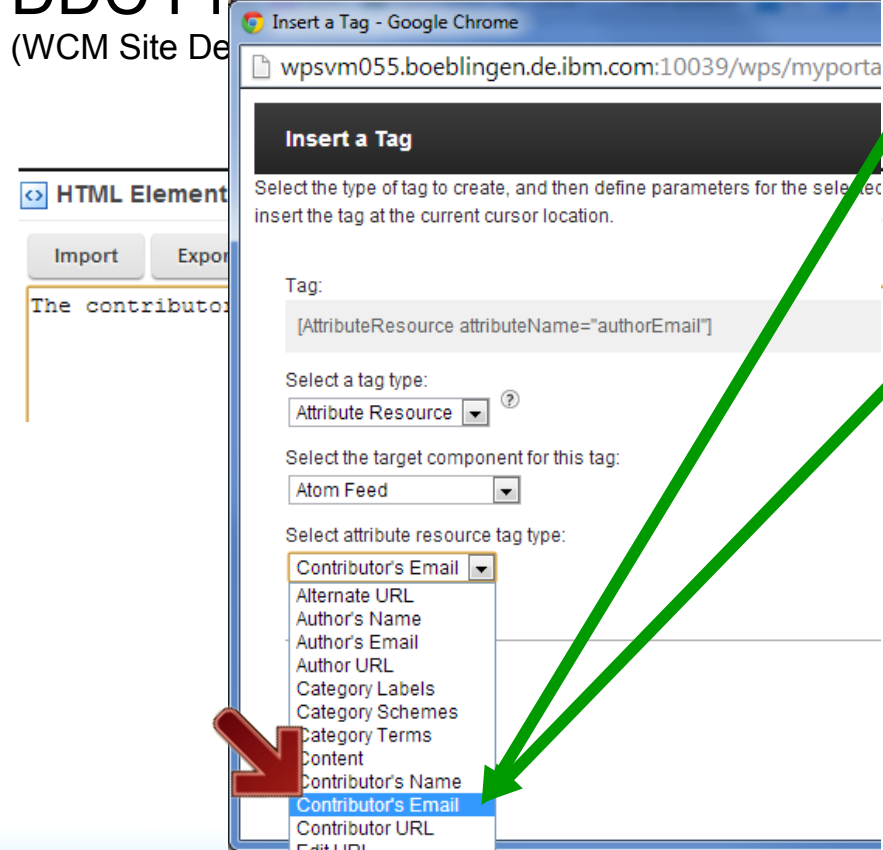 (WCM Site De
Insert a Tag - Google Chrome
wpsvm055.boeblingen.de.ibm.com:10039/wps/myporta
Insert a Tag
Select the type of tag to create, and then define parameters for the
insert the tag at the current cursor location.
HTML Element
Import Expor
The contributor
Tag:
[AttributeResource attributeName="authorEmail"]
Select a tag type:
Attribute Resource
Select the target component for this tag:
Atom Feed
Select attribute resource tag type:
Contributor's Email
Alternate URL
Author's Name
Author's Email
Author URL
Category Labels
Category Schemes
Category Terms
Content
Contributor's Name
Contributor's Email
Contributor URL
Edit URL